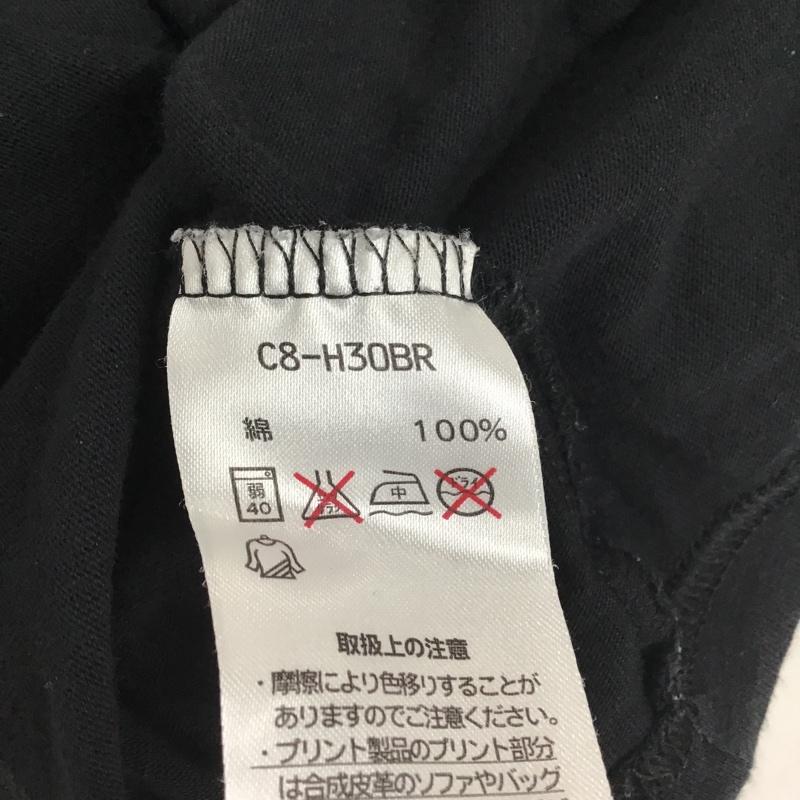 C8-H30BR
綿 100%
弱 中 ドライ
40
取扱上の注意
・摩擦により色移りすることが
ありますのでご注意ください。
・プリント製品のプリント部分
は合成皮革のソファやバッグ